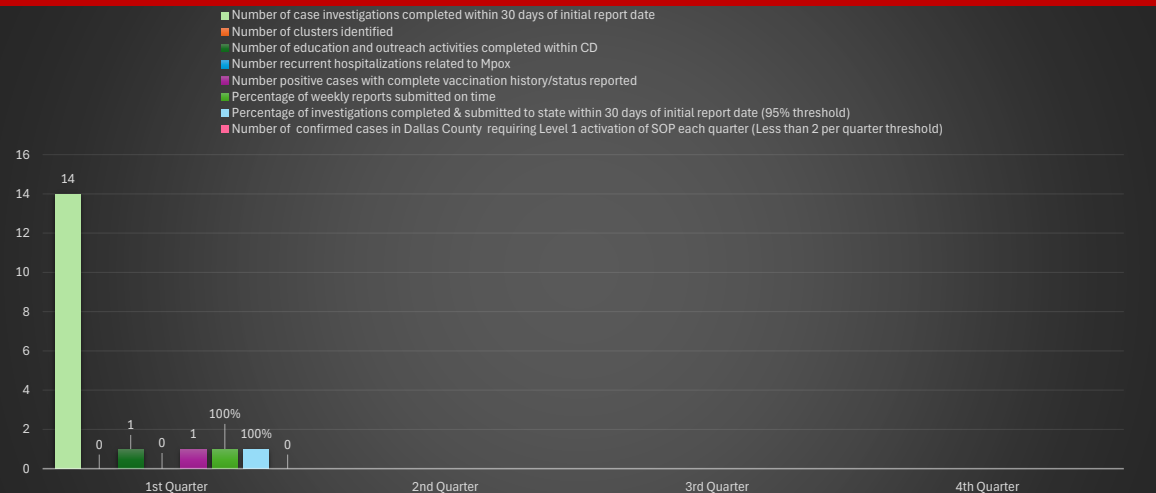 Number of case investigations completed within 30 days of initial report date
Number of clusters identified
Number of education and outreach activities completed within CD
Number recurrent hospitalizations related to Mpox
Number positive cases with complete vaccination history/status reported
Percentage of weekly reports submitted on time
Percentage of investigations completed & submitted to state within 30 days of initial report date (95% threshold)
Number of  confirmed cases in Dallas County  requiring Level 1 activation of SOP each quarter (Less than 2 per quarter threshold)
16
14
12
10
8
6
4
2
0
14
0
1
0
1
100%
100%
0
1st Quarter
2nd Quarter
3rd Quarter
4th Quarter